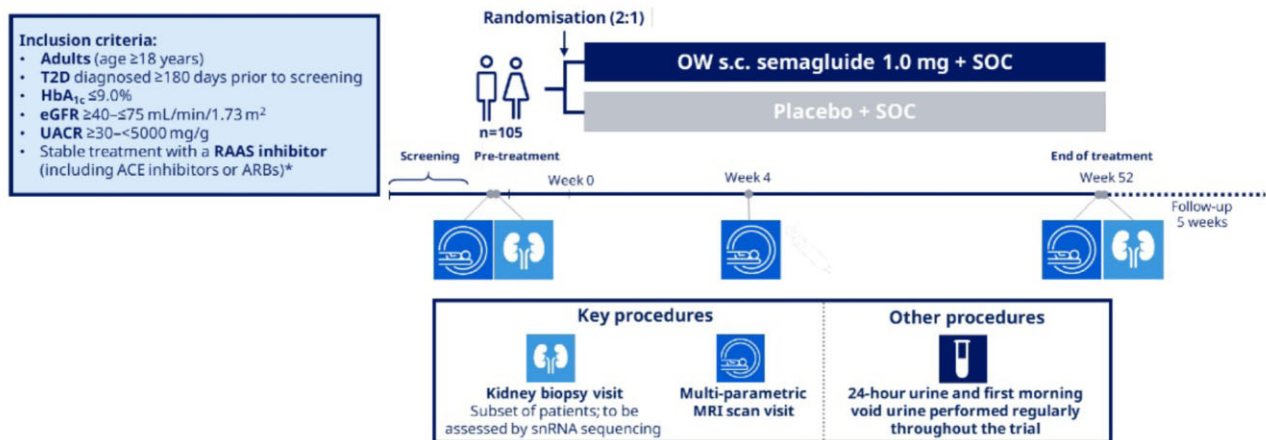 Randomisation (2:1)
Inclusion criteria:
• Adults (age ≥18 years)
• T2D diagnosed ≥180 days prior to screening
• HbA1c ≤9.0%
• eGFR ≥40–≤75 mL/min/1.73 m²
• UACR ≥30–<5000 mg/g
• Stable treatment with a RAAS inhibitor
(including ACE inhibitors or ARBs)*
OW s.c. semagluide 1.0 mg + SOC
Placebo + SOC
n=105
Screening
Pre-treatment
End of treatment
Week 0
Week 4
Week 52
Follow-up
5 weeks
Key procedures
Kidney biopsy visit
Subset of patients; to be
assessed by snRNA sequencing
Multi-parametric
MRI scan visit
Other procedures
24-hour urine and first morning
void urine performed regularly
throughout the trial